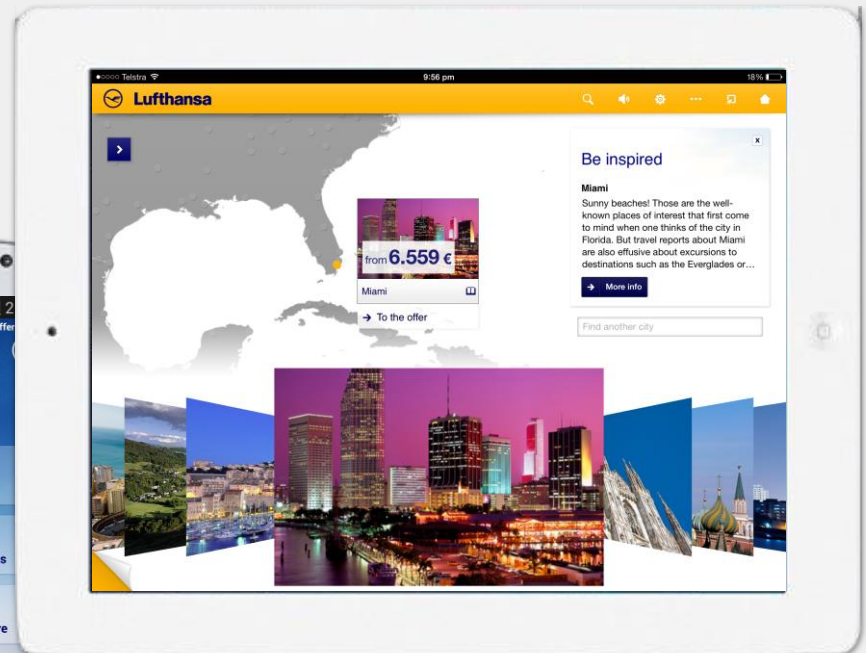 Telstra
9:56 pm
18%
Lufthansa
Be inspired
x
Miami
Sunny beaches! Those are the well-
known places of interest that first come
to mind when one thinks of the city in
Florida. But travel reports about Miami
are also effusive about excursions to
destinations such as the Everglades or…
More info
from 6.559 €
Miami
To the offer
Find another city
2